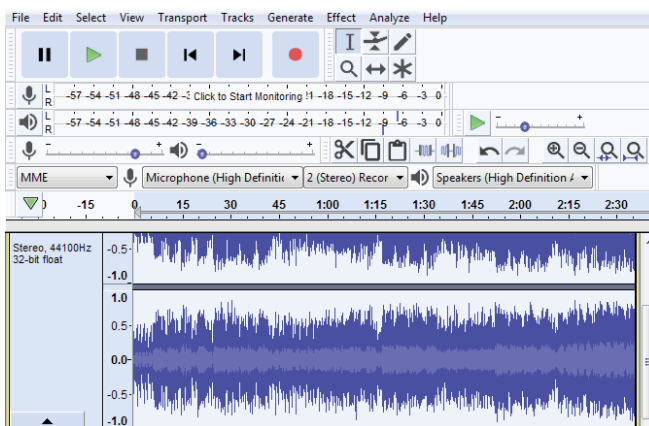 File Edit Select View Transport Tracks Generate Effect Analyze Help
L
R
-57 -54 -51 -48 -45 -42 Click to Start Monitoring -18 -15 -12 -9 -6 -3 0
L
R
-57 -54 -51 -48 -45 -42 -39 -36 -33 -30 -27 -24 -21 -18 -15 -12 -9 -6 -3 0
- + - +
- +
MME Microphone (High Definitic 2 (Stereo) Recor Speakers (High Definition
-15 0 15 30 45 1:00 1:15 1:30 1:45 2:00 2:15 2:30
Stereo, 44100Hz
32-bit float
-0.5
-1.0
1.0
0.5
0.0
-0.5
-1.0